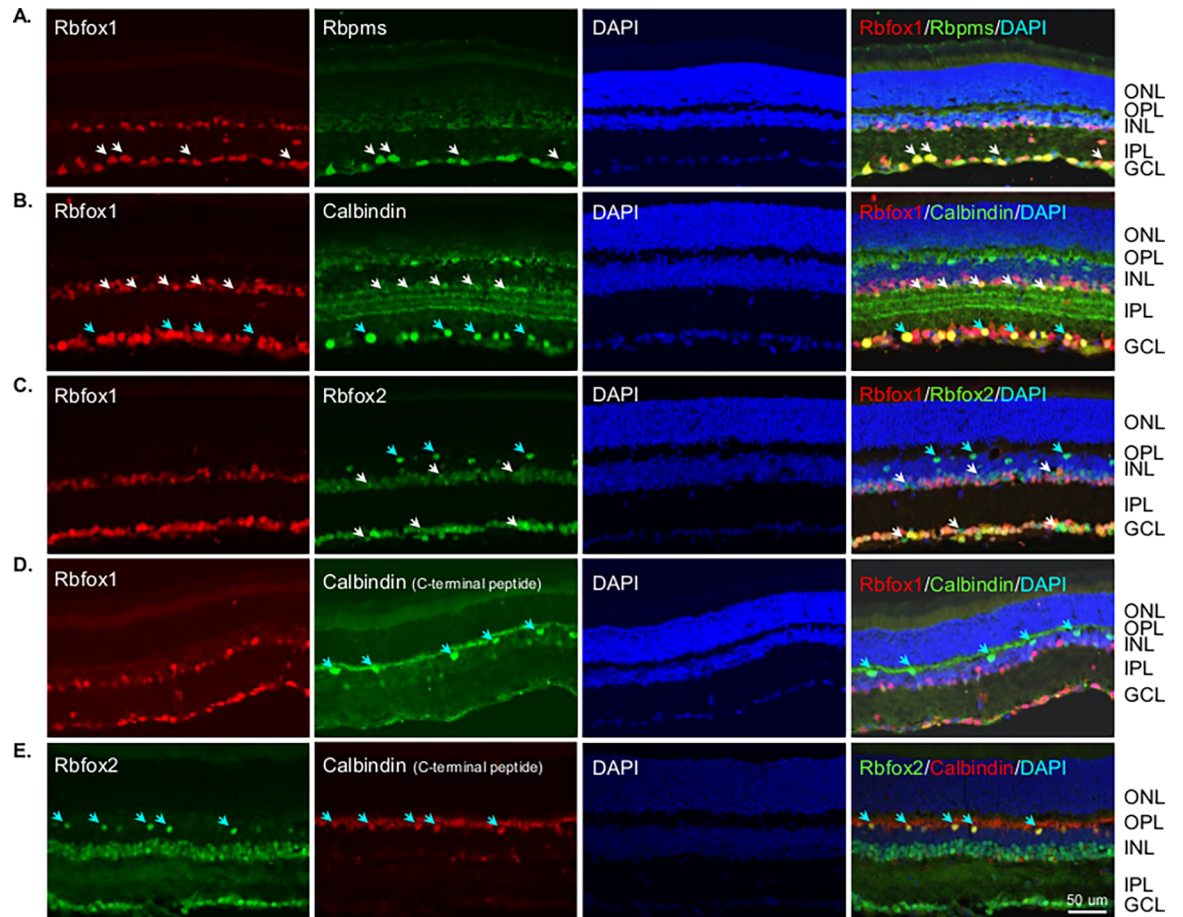 A.
Rbfox1
Rbpms
DAPI
Rbfox1/Rbpms/DAPI
ONL
OPL
INL
IPL
GCL
B.
Rbfox1
Calbindin
DAPI
Rbfox1/Calbindin/DAPI
ONL
OPL
INL
IPL
GCL
C.
Rbfox1
Rbfox2
DAPI
Rbfox1/Rbfox2/DAPI
ONL
OPL
INL
IPL
GCL
D.
Rbfox1
Calbindin (C-terminal peptide)
DAPI
Rbfox1/Calbindin/DAPI
ONL
OPL
INL
IPL
GCL
E.
Rbfox2
Calbindin (C-terminal peptide)
DAPI
Rbfox2/Calbindin/DAPI
ONL
OPL
INL
IPL
GCL
50 um